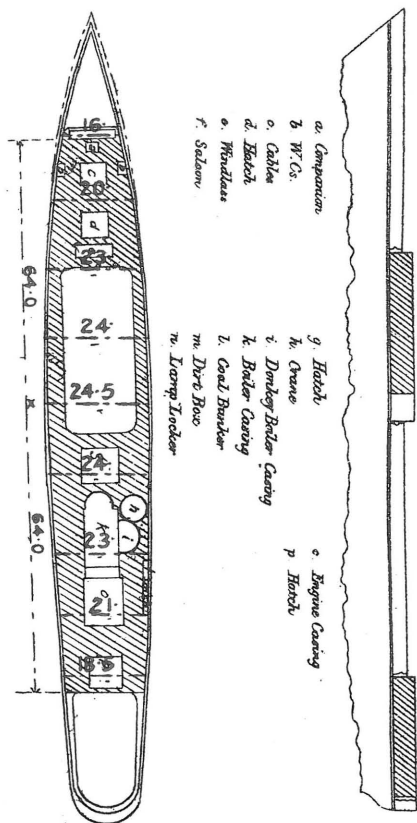 a. Companion
b. W.Cs.
c. Cables
d. Hatch
e. Windlass
f. Saloon
g. Hatch
h. Crane
i. Donkey Boiler Casing
k. Boiler Casing
l. Coal Bunker
m. Dirt Box
n. Lamp Locker
o. Engine Casing
p. Hatch
16
a
c
20
d
23
24
24.5
24
h
i
k
23
o
21
18.5
64.0
64.0